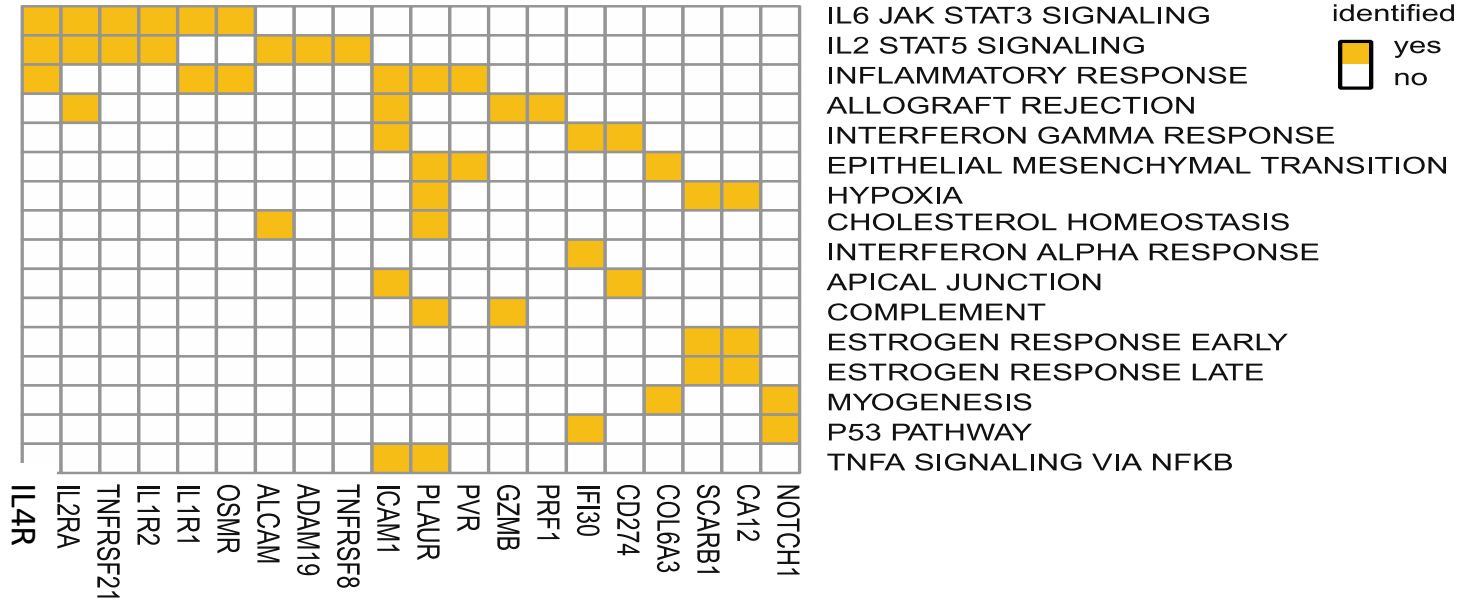 IL6 JAK STAT3 SIGNALING
IL2 STAT5 SIGNALING
INFLAMMATORY RESPONSE
ALLOGRAFT REJECTION
INTERFERON GAMMA RESPONSE
EPITHELIAL MESENCHYMAL TRANSITION
HYPOXIA
CHOLESTEROL HOMEOSTASIS
INTERFERON ALPHA RESPONSE
APICAL JUNCTION
COMPLEMENT
ESTROGEN RESPONSE EARLY
ESTROGEN RESPONSE LATE
MYOGENESIS
P53 PATHWAY
TNFA SIGNALING VIA NFKB
identified
yes
no
IL4R
IL2RA
TNFRSF21
IL1R2
IL1R1
OSMR
ALCAM
ADAM19
TNFRSF8
ICAM1
PLAUR
PVR
GZMB
PRF1
IFI30
CD274
COL6A3
SCARB1
CA12
NOTCH1